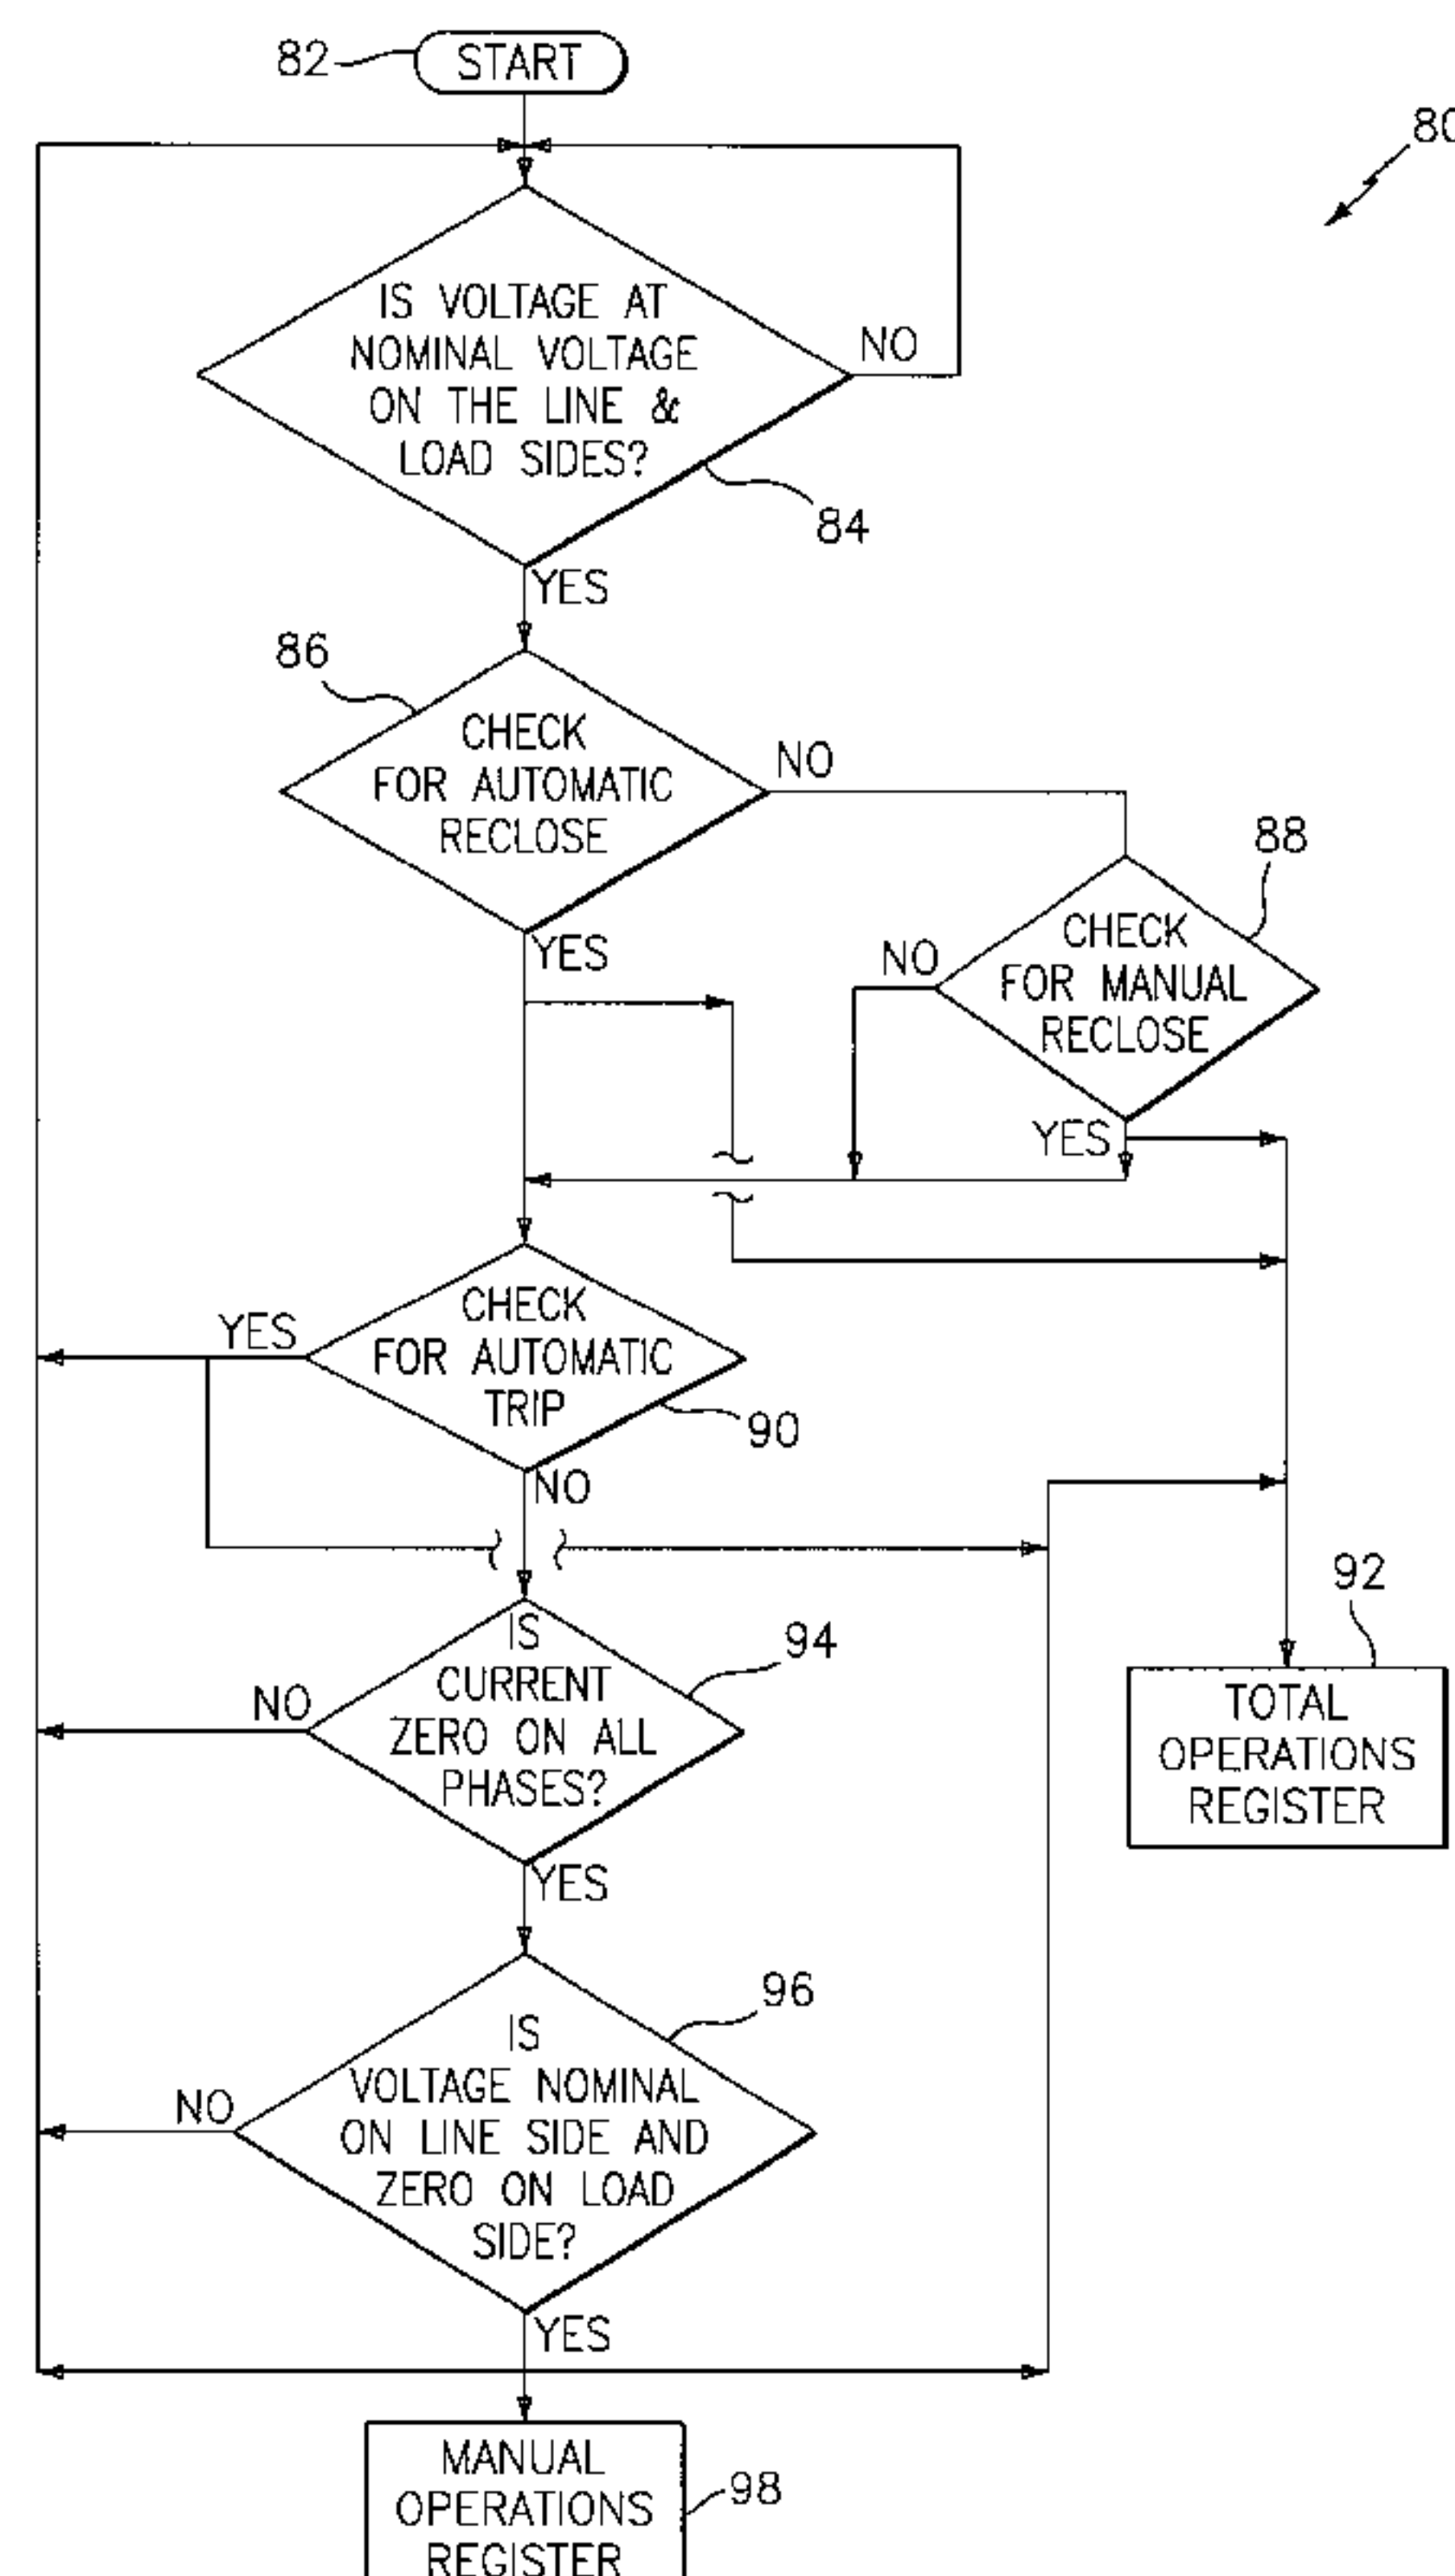 82
START
80
IS VOLTAGE AT
NOMINAL VOLTAGE
ON THE LINE &
LOAD SIDES?
NO
84
YES
86
CHECK
FOR AUTOMATIC
RECLOSE
NO
88
YES
CHECK
FOR MANUAL
RECLOSE
NO
YES
CHECK
FOR AUTOMATIC
TRIP
YES
90
NO
92
IS
CURRENT
ZERO ON ALL
PHASES?
94
NO
TOTAL
OPERATIONS
REGISTER
YES
96
IS
VOLTAGE NOMINAL
ON LINE SIDE AND
ZERO ON LOAD
SIDE?
NO
YES
MANUAL
OPERATIONS
REGISTER
98